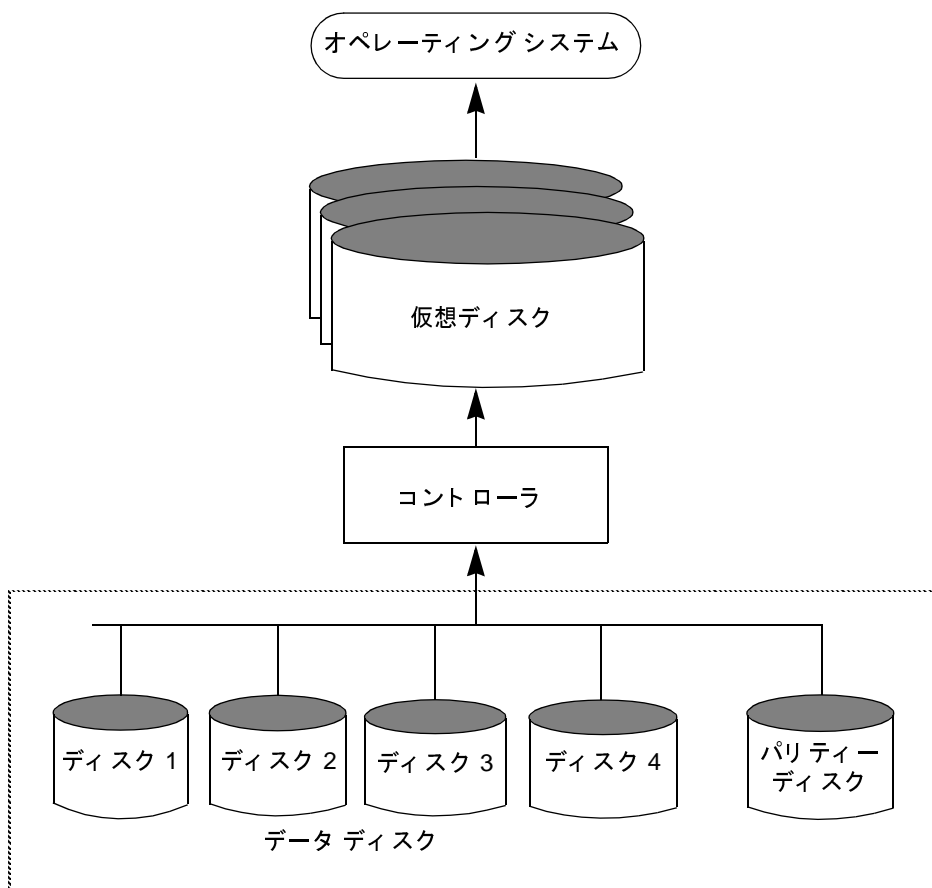 オペレーティング システム
仮想ディスク
コントローラ
ディスク 1
ディスク 2
ディスク 3
ディスク 4
パリティー
ディスク
データ ディスク